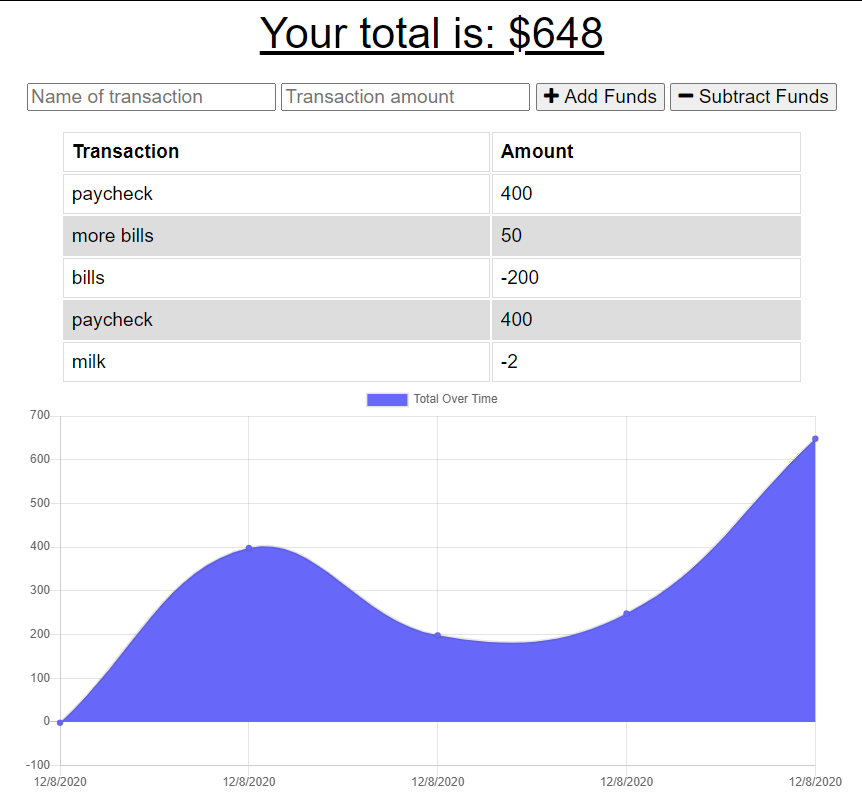 Your total is: $648
Name of transaction Transaction amount Add Funds Subtract Funds
Transaction Amount
paycheck 400
more bills 50
bills -200
paycheck 400
milk -2
Total Over Time
700
600
500
400
300
200
100
0
-100
12/8/2020 12/8/2020 12/8/2020 12/8/2020 12/8/2020